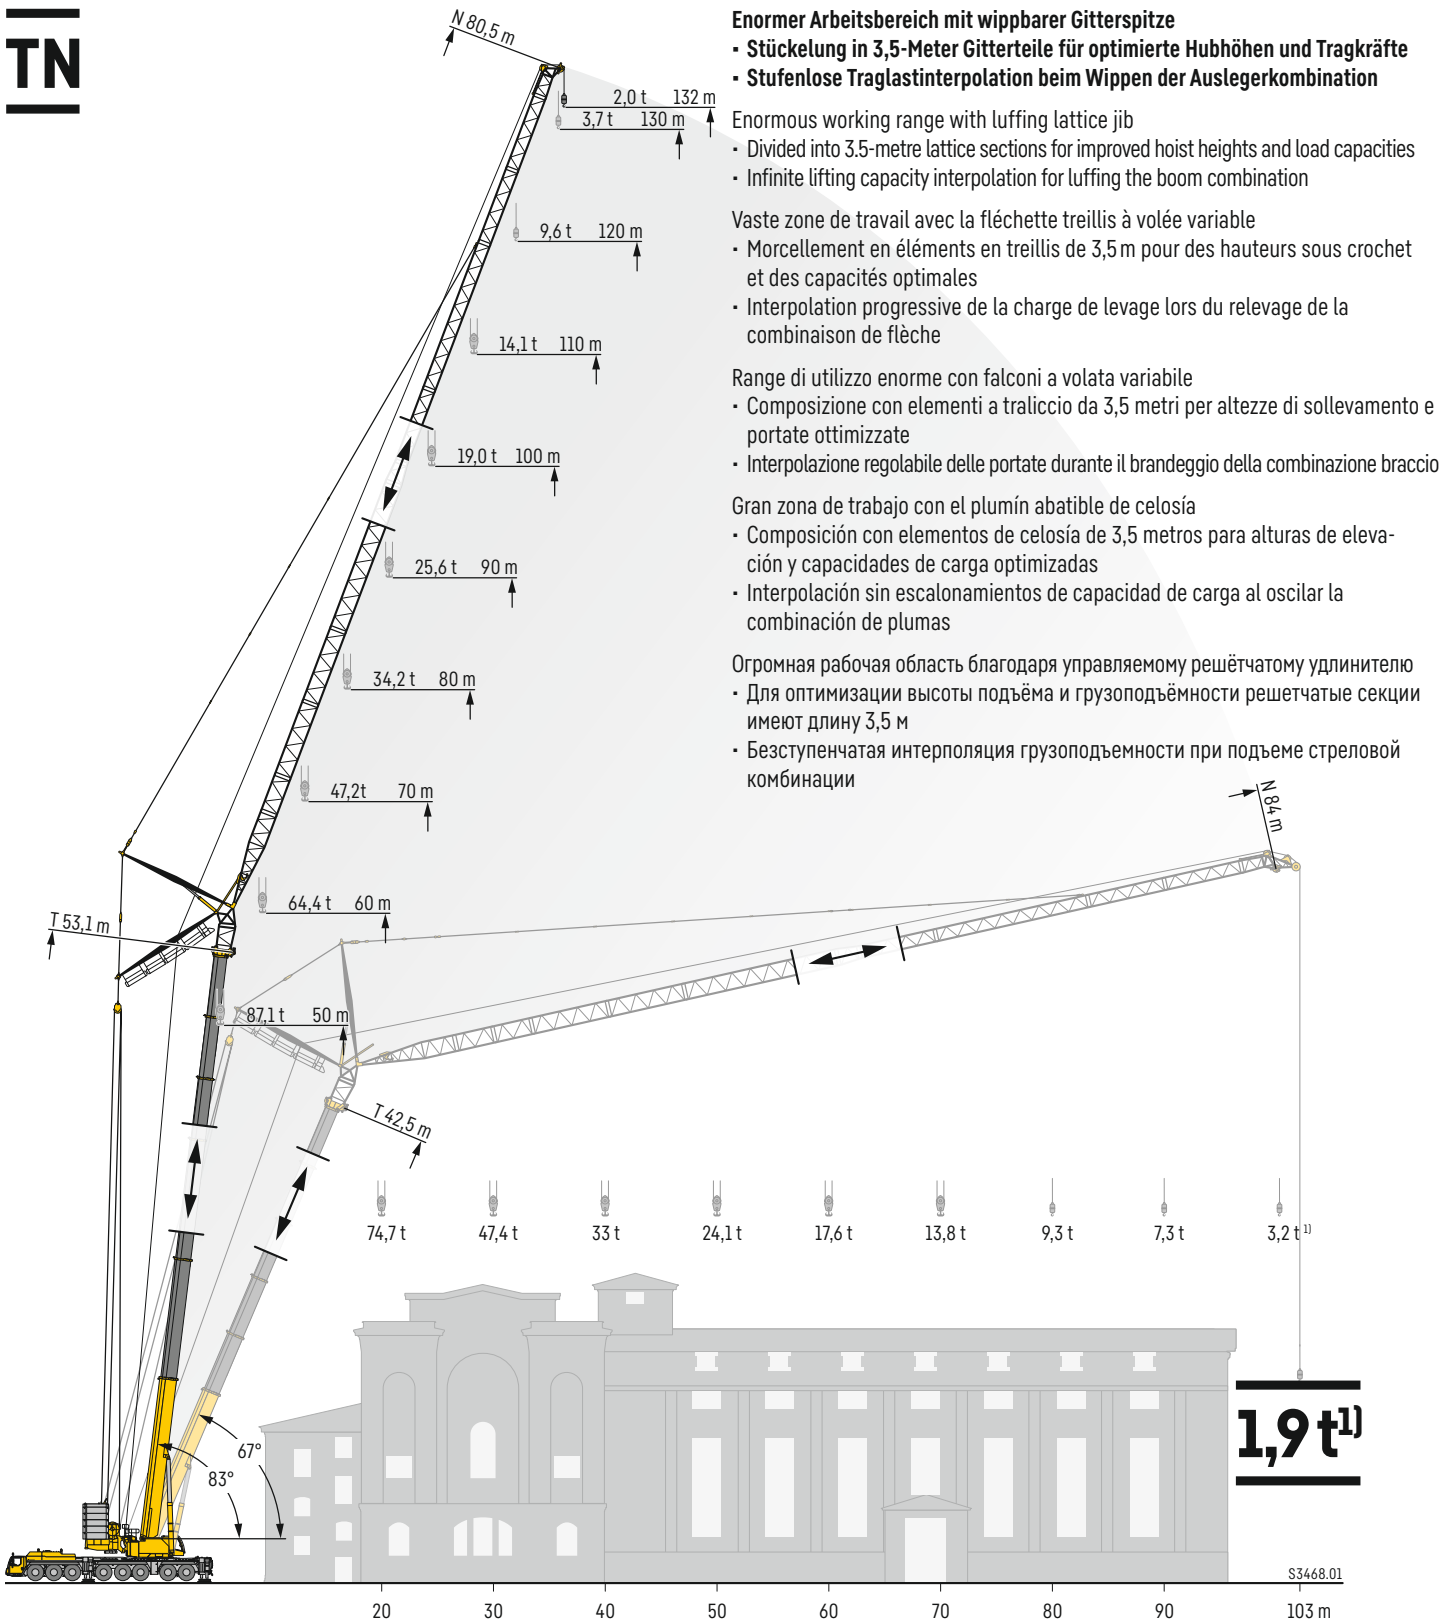 TN
N 80,5 m
Enormer Arbeitsbereich mit wippbarer Gitterspitze
▪ Stückelung in 3,5-Meter Gitterteile für optimierte Hubhöhen und Tragkräfte
▪ Stufenlose Traglastinterpolation beim Wippen der Auslegerkombination
Enormous working range with luffing lattice jib
▪ Divided into 3.5-metre lattice sections for improved hoist heights and load capacities
▪ Infinite lifting capacity interpolation for luffing the boom combination
Vaste zone de travail avec la fléchette treillis à volée variable
▪ Morcellement en éléments en treillis de 3,5 m pour des hauteurs sous crochet
et des capacités optimales
▪ Interpolation progressive de la charge de levage lors du relevage de la
combinaison de flèche
Range di utilizzo enorme con falconi a volata variabile
▪ Composizione con elementi a traliccio da 3,5 metri per altezze di sollevamento e
portate ottimizzate
▪ Interpolazione regolabile delle portate durante il brandeggio della combinazione braccio
Gran zona de trabajo con el plumín abatible de celosía
▪ Composición con elementos de celosía de 3,5 metros para alturas de eleva-
ción y capacidades de carga optimizadas
▪ Interpolación sin escalonamientos de capacidad de carga al oscilar la
combinación de plumas
Огромная рабочая область благодаря управляемому решётчатому удлинителю
▪ Для оптимизации высоты подъёма и грузоподъёмности решетчатые секции
имеют длину 3,5 м
▪ Безступенчатая интерполяция грузоподъемности при подъеме стреловой
комбинации
2,0 t 132 m
3,7 t 130 m
9,6 t 120 m
14,1 t 110 m
19,0 t 100 m
25,6 t 90 m
34,2 t 80 m
47,2t 70 m
64,4 t 60 m
87,1 t 50 m
N 84 m
T 53,1 m
T 42,5 m
74,7 t 47,4 t 33 t 24,1 t 17,6 t 13,8 t 9,3 t 7,3 t 3,2 t 1)
1,9 t1)
67°
83°
S3468.01
20 30 40 50 60 70 80 90 103 m